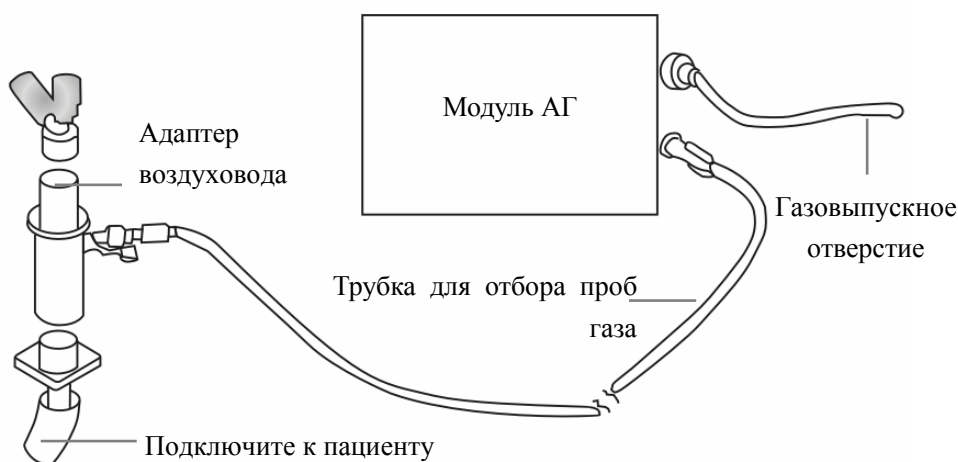 Модуль АГ
Адаптер
воздуховода
Газовыпускное
отверстие
Трубка для отбора проб
газа
Подключите к пациенту